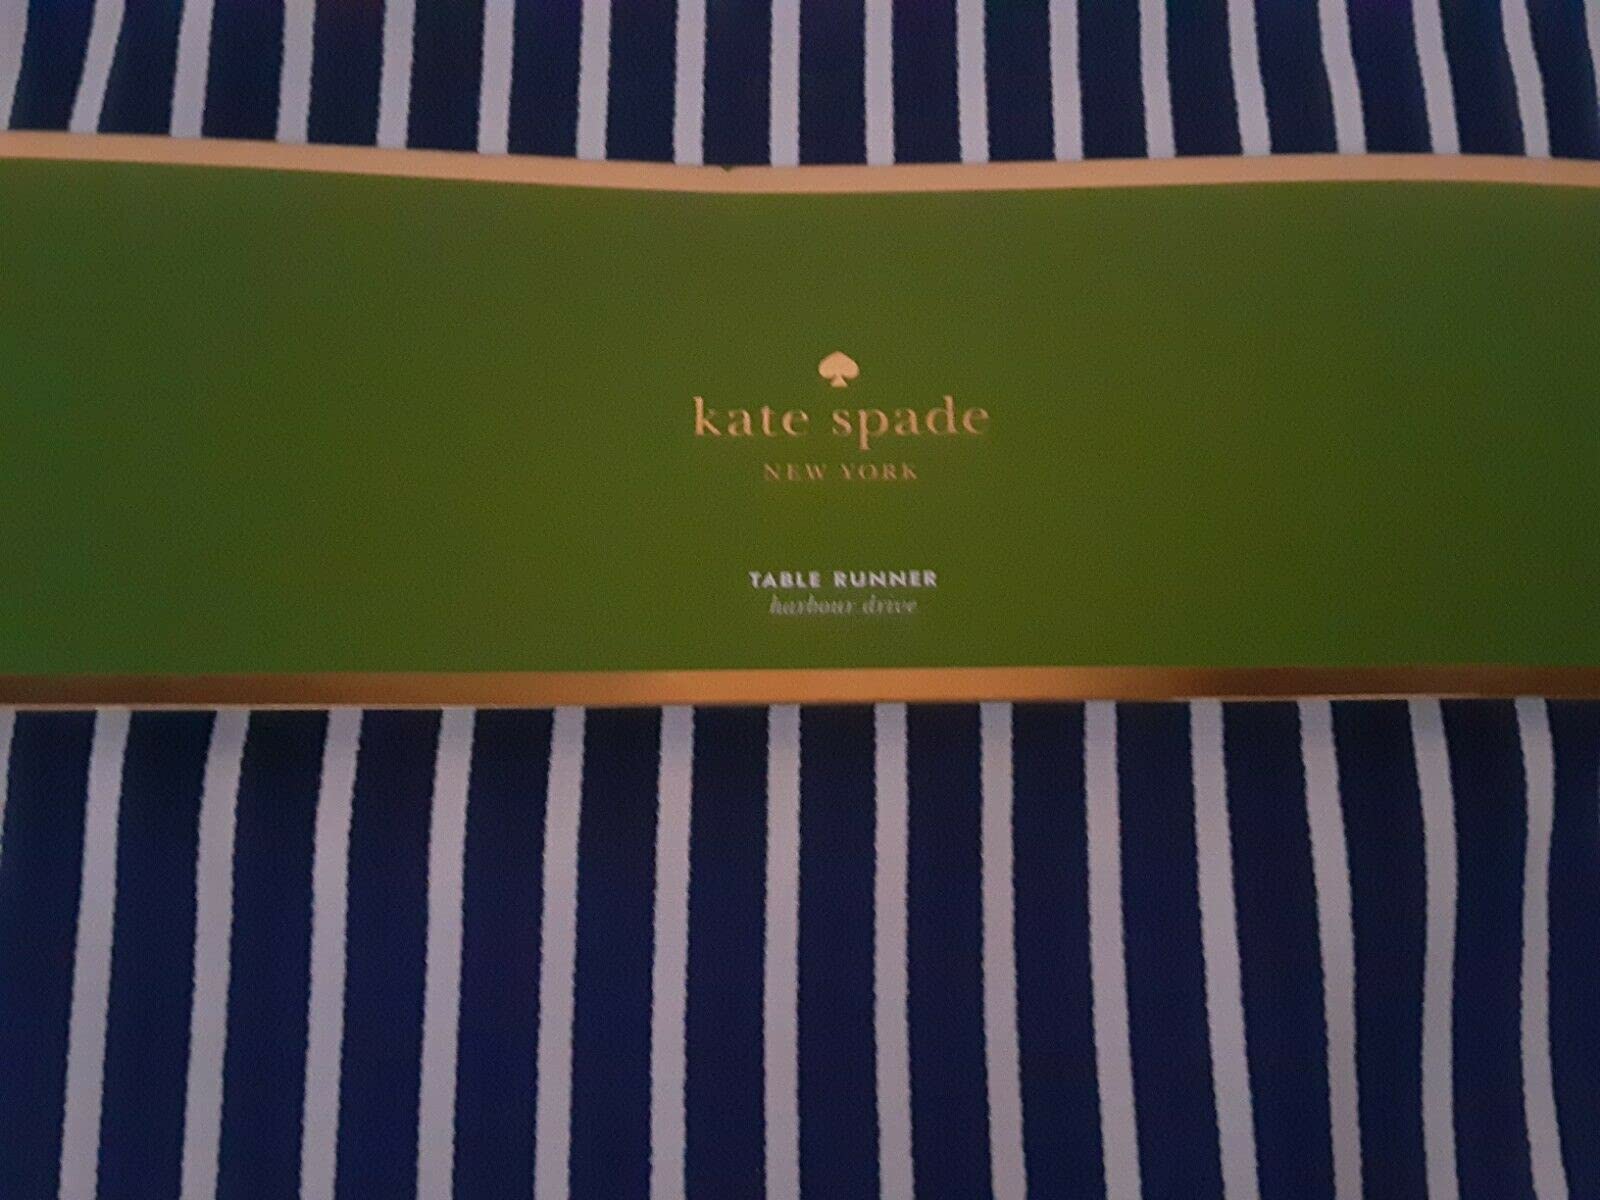 kate spade
NEW YORK
TABLE RUNNER
harbour drive